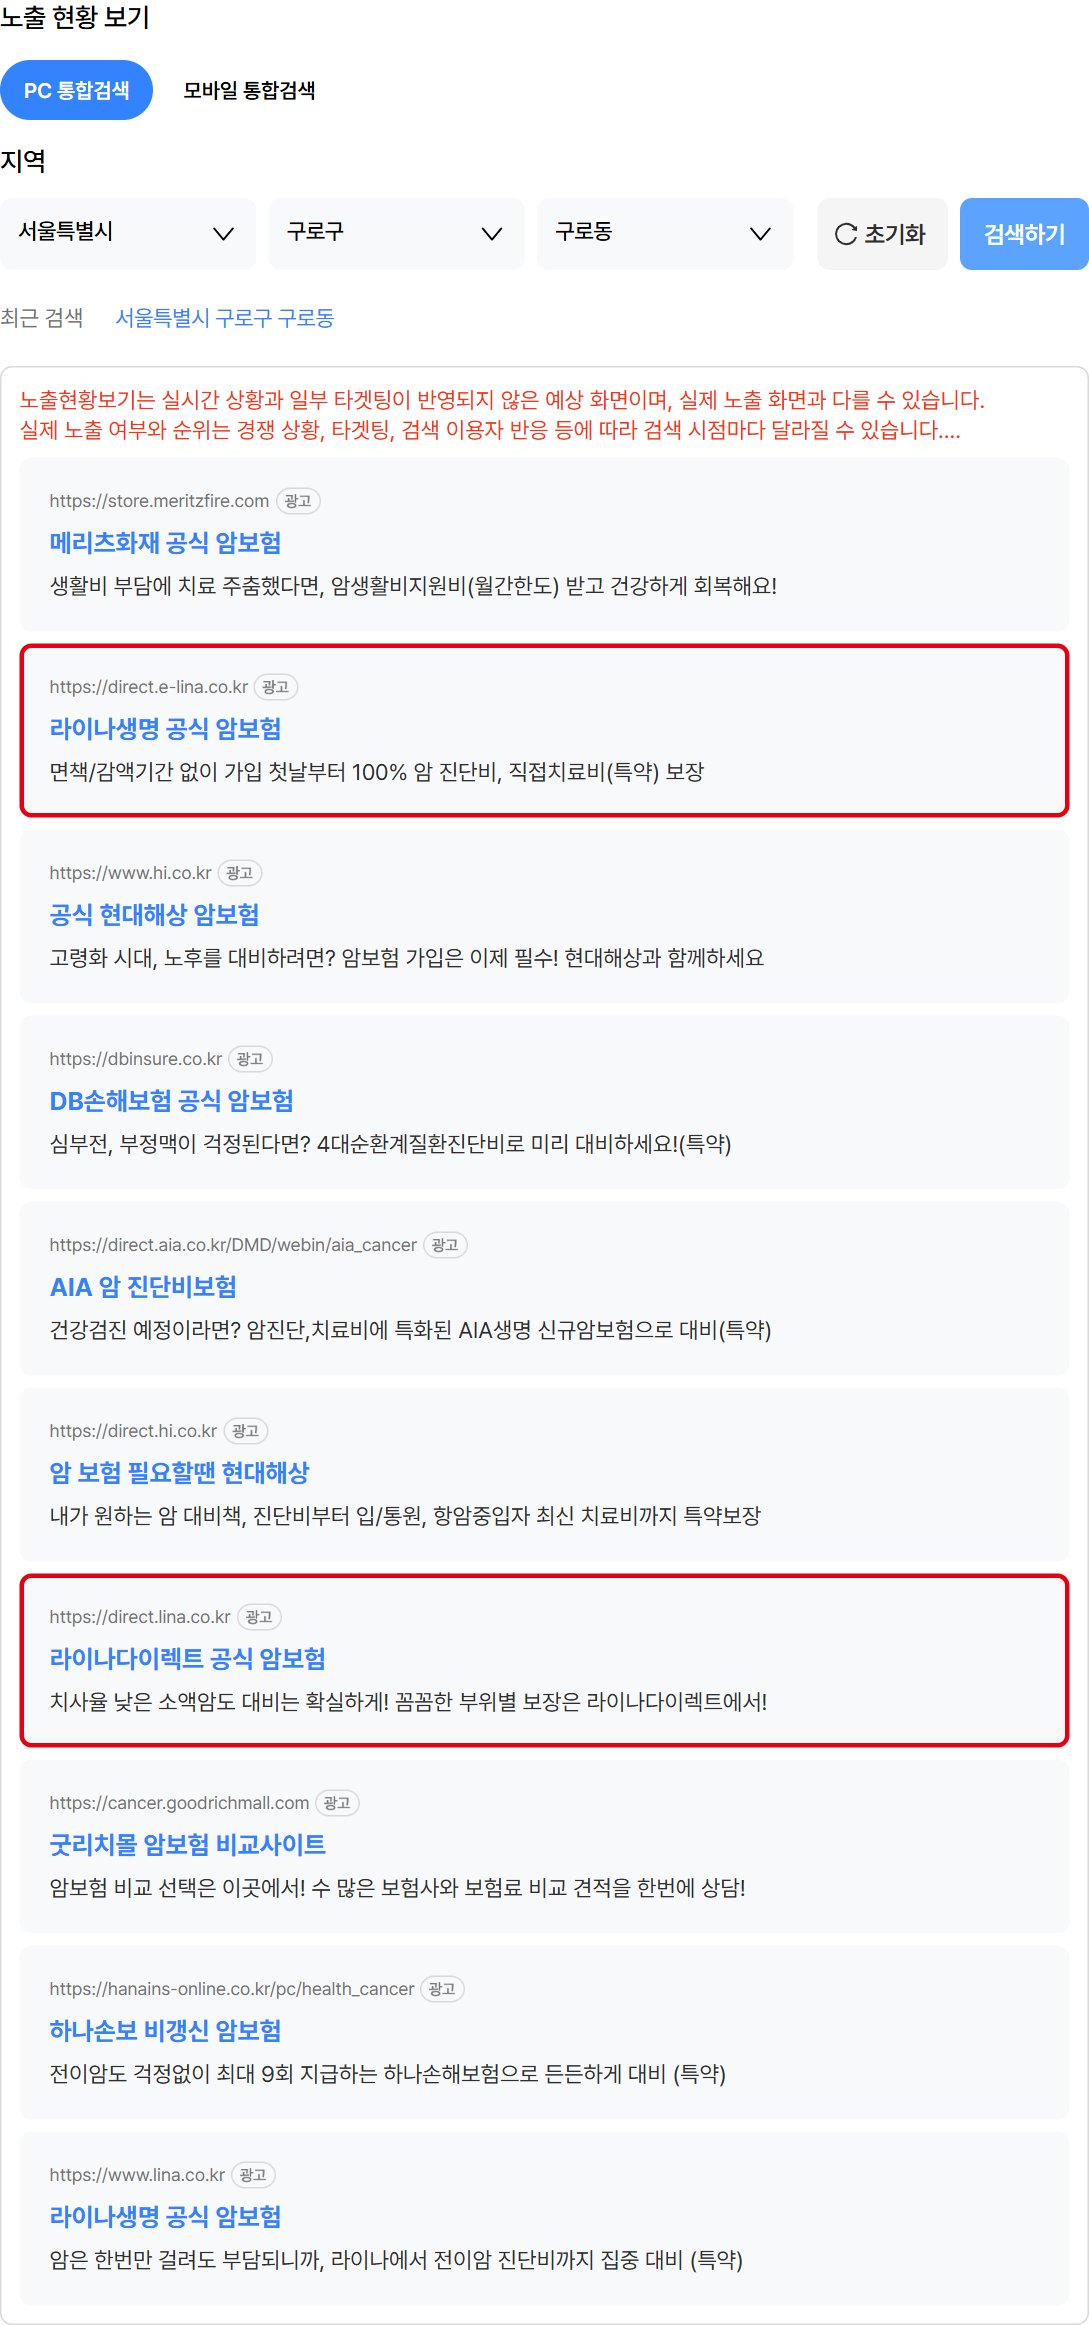 노출 현황 보기
PC 통합검색 모바일 통합검색
지역
서울특별시 구로구 구로동 초기화 검색하기
최근 검색 서울특별시 구로구 구로동
노출현황보기는 실시간 상황과 일부 타겟팅이 반영되지 않은 예상 화면이며, 실제 노출 화면과 다를 수 있습니다.
실제 노출 여부와 순위는 경쟁 상황, 타겟팅, 검색 이용자 반응 등에 따라 검색 시점마다 달라질 수 있습니다....
https://store.meritzfire.com 광고
메리츠화재 공식 암보험
생활비 부담에 치료 주춤했다면, 암생활비지원비(월간한도) 받고 건강하게 회복해요!
https://direct.e-lina.co.kr 광고
라이나생명 공식 암보험
면책/감액기간 없이 가입 첫날부터 100% 암 진단비, 직접치료비(특약) 보장
https://www.hi.co.kr 광고
공식 현대해상 암보험
고령화 시대, 노후를 대비하려면? 암보험 가입은 이제 필수! 현대해상과 함께하세요
https://dbinsure.co.kr 광고
DB손해보험 공식 암보험
심부전, 부정맥이 걱정된다면? 4대순환계질환진단비로 미리 대비하세요!(특약)
https://direct.aia.co.kr/DMD/webin/aia_cancer 광고
AIA 암 진단비보험
건강검진 예정이라면? 암진단,치료비에 특화된 AIA생명 신규암보험으로 대비(특약)
https://direct.hi.co.kr 광고
암 보험 필요할땐 현대해상
내가 원하는 암 대비책, 진단비부터 입/통원, 항암중입자 최신 치료비까지 특약보장
https://direct.lina.co.kr 광고
라이나다이렉트 공식 암보험
치사율 낮은 소액암도 대비는 확실하게! 꼼꼼한 부위별 보장은 라이나다이렉트에서!
https://cancer.goodrichmall.com 광고
굿리치몰 암보험 비교사이트
암보험 비교 선택은 이곳에서! 수 많은 보험사와 보험료 비교 견적을 한번에 상담!
https://hanains-online.co.kr/pc/health_cancer 광고
하나손보 비갱신 암보험
전이암도 걱정없이 최대 9회 지급하는 하나손해보험으로 든든하게 대비 (특약)
https://www.lina.co.kr 광고
라이나생명 공식 암보험
암은 한번만 걸려도 부담되니까, 라이나에서 전이암 진단비까지 집중 대비 (특약)